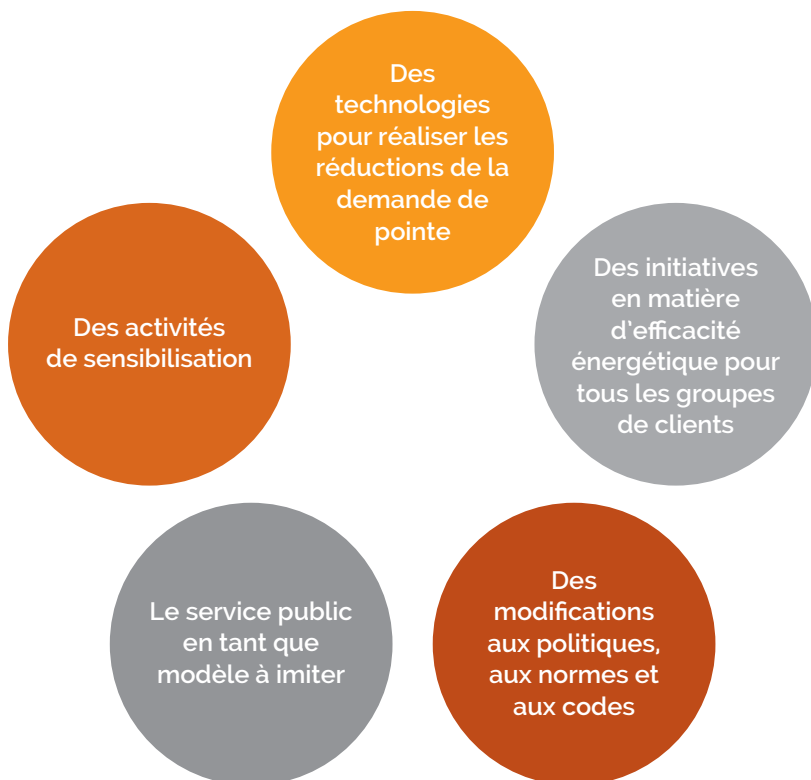 Des
technologies
pour réaliser les
réductions de la
demande de
pointe
Des initiatives
en matière
d'efficacité
énergétique pour
tous les groupes
de clients
Des
modifications
aux politiques,
aux normes et
aux codes
Le service public
en tant que
modèle à imiter
Des activités
de sensibilisation